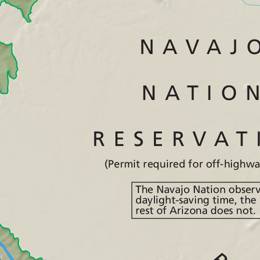 NAVAJO
NATION
RESERVATI
(Permit required for off-highwa
The Navajo Nation observ
daylight-saving time, the
rest of Arizona does not.